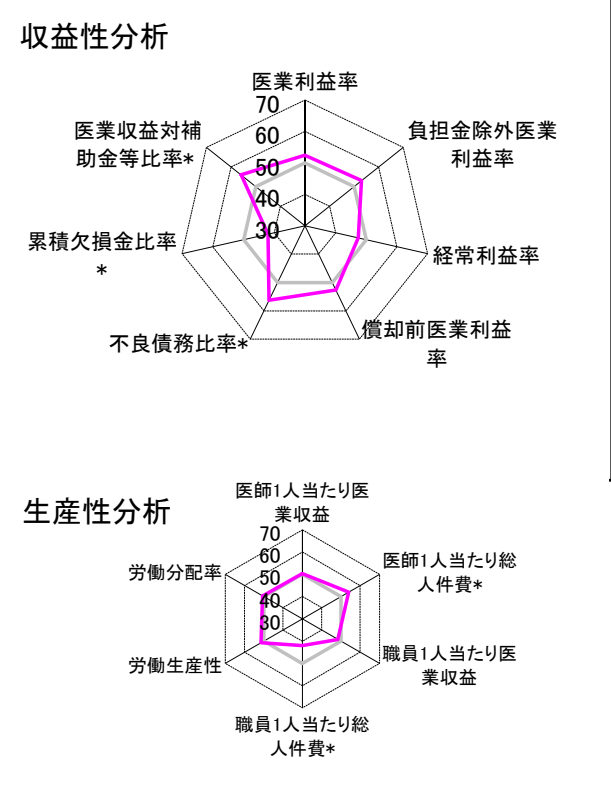 収益性分析
医業利益率
70
60
50
40
30
負担金除外医業
利益率
経常利益率
償却前医業利益
率
不良債務比率*
累積欠損金比率
*
医業収益対補
助金等比率*
生産性分析
医師1人当たり医
業収益
70
60
50
40
30
医師1人当たり総
人件費*
職員1人当たり医
業収益
職員1人当たり総
人件費*
労働生産性
労働分配率